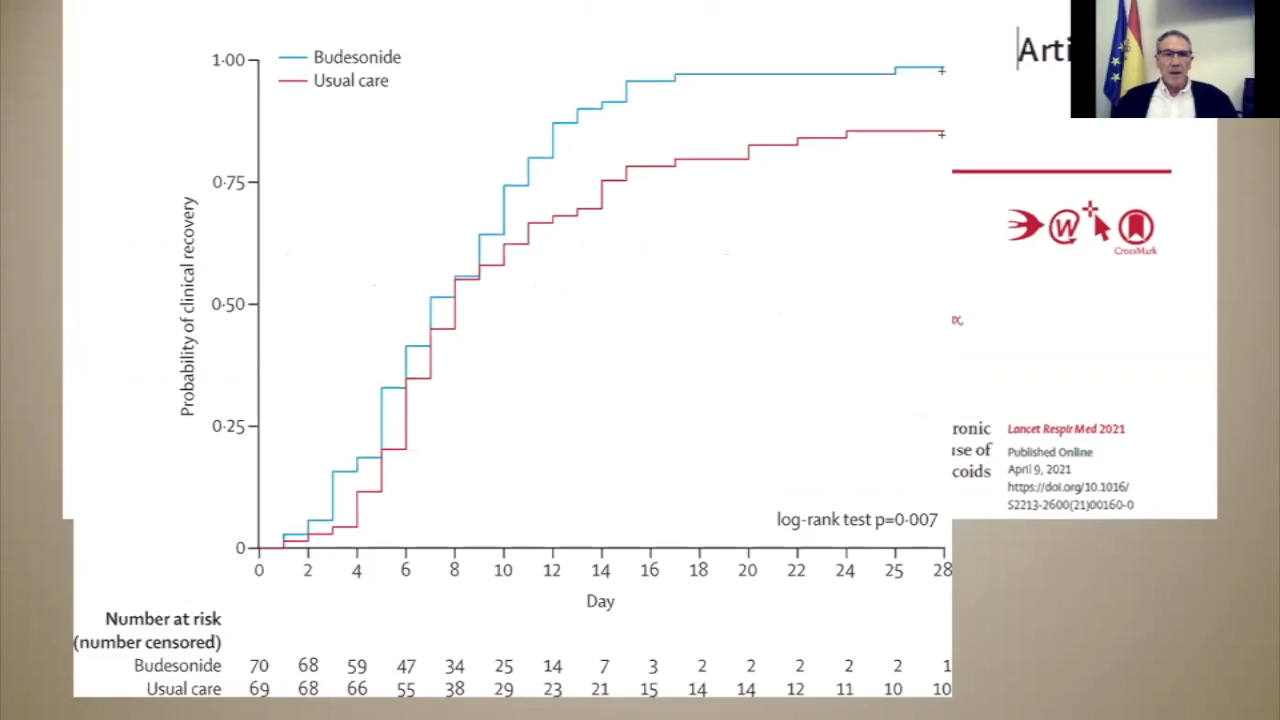 Arti
Budesonide
Usual care
1·00
0·75
0·50
0·25
0
Probability of clinical recovery
log-rank test p=0·007
0 2 4 6 8 10 12 14 16 18 20 22 24 25 28
Day
Number at risk
(number censored)
Budesonide 70 68 59 47 34 25 14 7 3 2 2 2 2 2 1
Usual care 69 68 66 55 38 29 23 21 15 14 14 12 11 10 10
W
CrossMark
ronic
use of
coids
Lancet Respir Med 2021
Published Online
April 9, 2021
https://doi.org/10.1016/
S2213-2600(21)00160-0